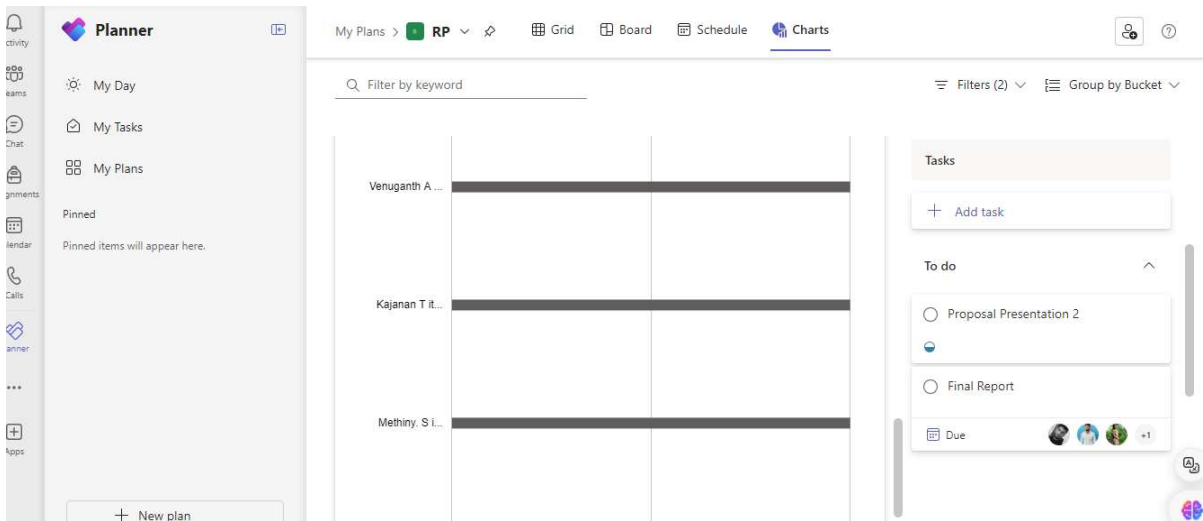 ctivity
eams
Chat
gnments
lendar
Calls
anner
Apps
Planner
My Day
My Tasks
My Plans
Pinned
Pinned items will appear here.
New plan
My Plans > RP
Grid
Board
Schedule
Charts
Filter by keyword
Filters (2)
Group by Bucket
Venuganth A ...
Kajanan T it...
Methiny. S i...
Tasks
Add task
To do
Proposal Presentation 2
Final Report
Due
+1